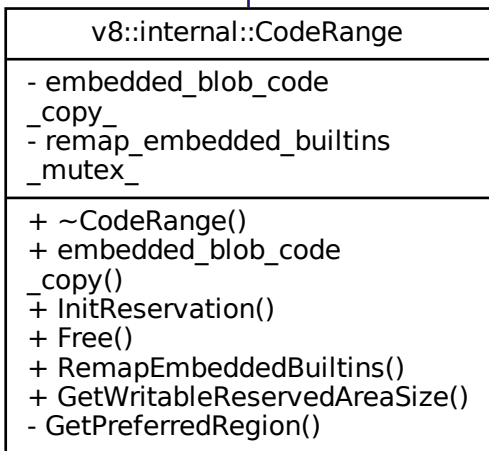 v8::internal::CodeRange
- embedded_blob_code
_copy_
- remap_embedded_builtins
_mutex_
+ ~CodeRange()
+ embedded_blob_code
_copy()
+ InitReservation()
+ Free()
+ RemapEmbeddedBuiltins()
+ GetWritableReservedAreaSize()
- GetPreferredRegion()